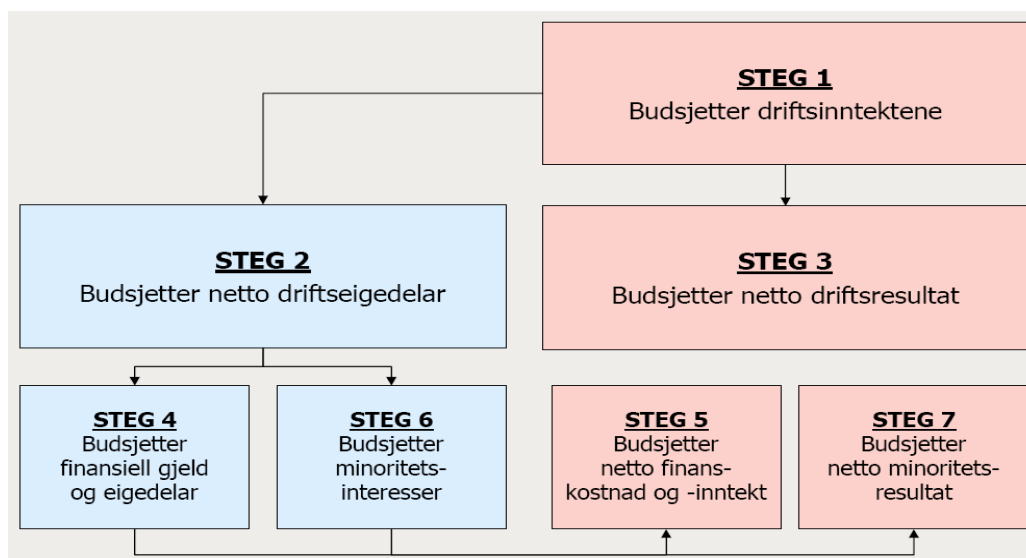 STEG 1
Budsjetter driftsinntektene
STEG 2
Budsjetter netto driftseigedelar
STEG 3
Budsjetter netto driftsresultat
STEG 4
Budsjetter
finansiell gjeld
og eigedelar
STEG 6
Budsjetter
minoritets-
interesser
STEG 5
Budsjetter
netto finans-
kostnad og -inntekt
STEG 7
Budsjetter
netto minoritets-
resultat